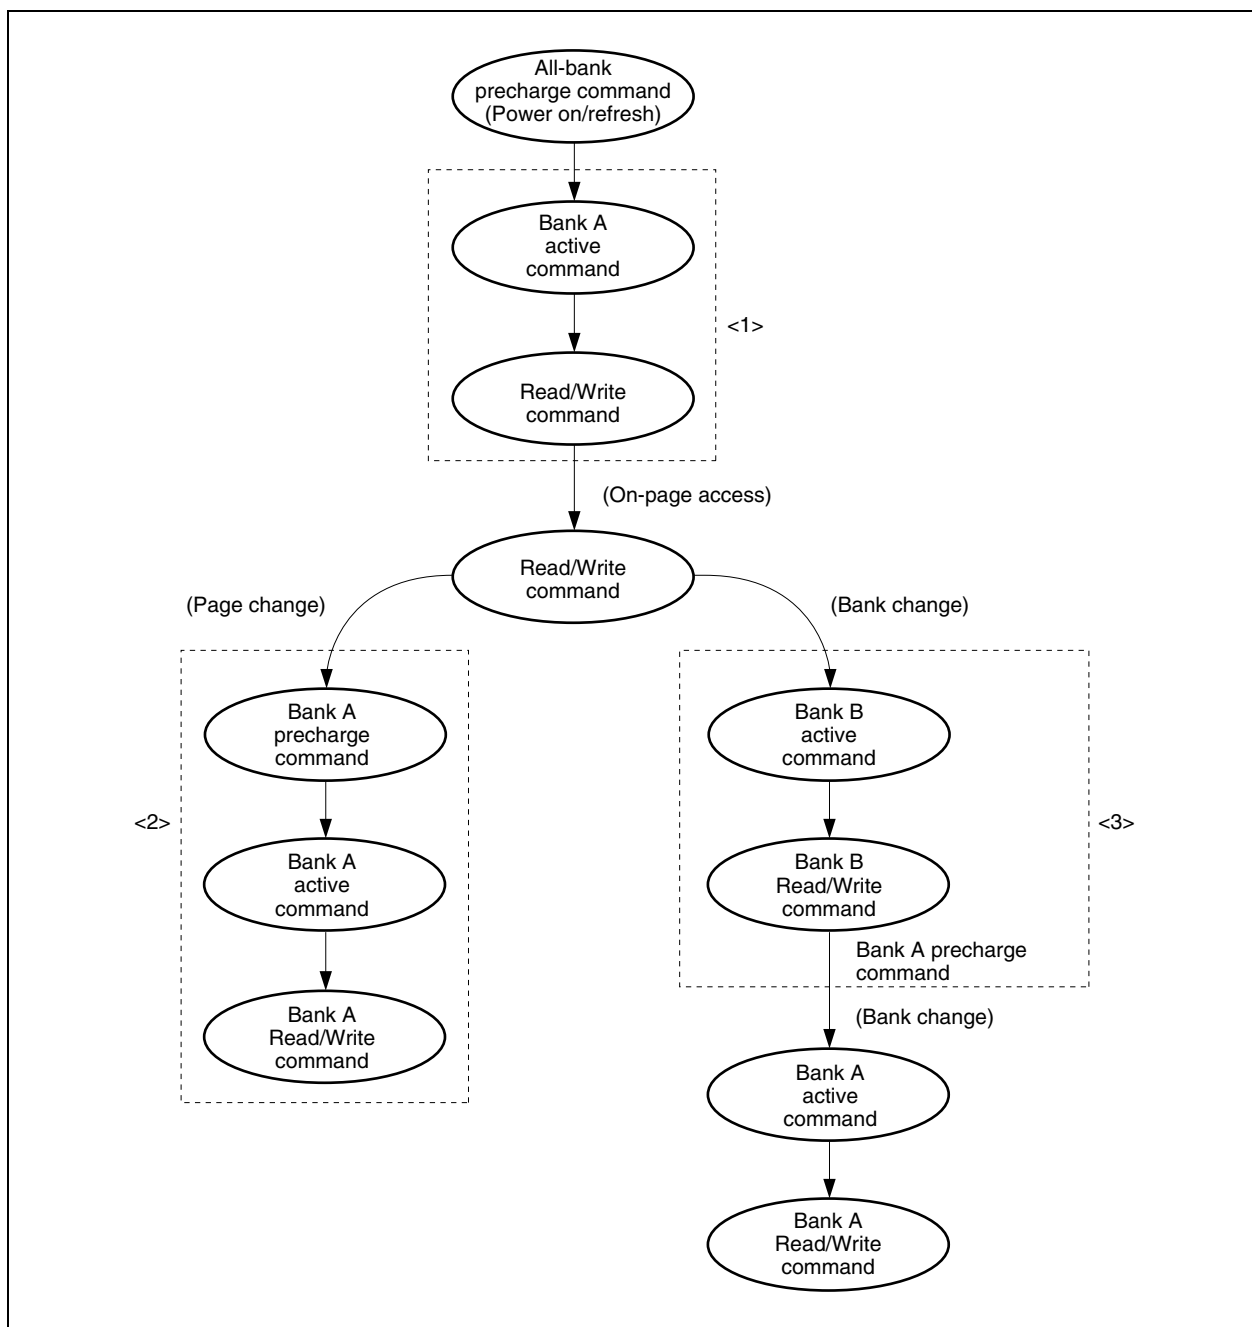 All-bank
precharge command
(Power on/refresh)
Bank A
active
command
<1>
Read/Write
command
(On-page access)
Read/Write
command
(Page change)
(Bank change)
Bank A
precharge
command
Bank B
active
command
<2>
<3>
Bank A
active
command
Bank B
Read/Write
command
Bank A precharge
command
Bank A
Read/Write
command
(Bank change)
Bank A
active
command
Bank A
Read/Write
command